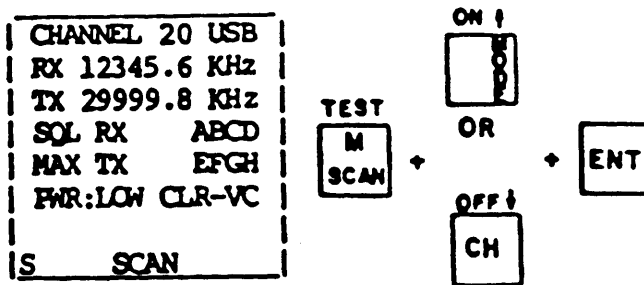 CHANNEL 20 USB
RX 12345.6 KHz
TX 29999.8 KHz
SQL RX ABCD
MAX TX EFGH
PWR:LOW CLR-VC
S SCAN
TEST
M
SCAN
+
ON ↑
MODE
OR
OFF ↓
CH
+
ENT